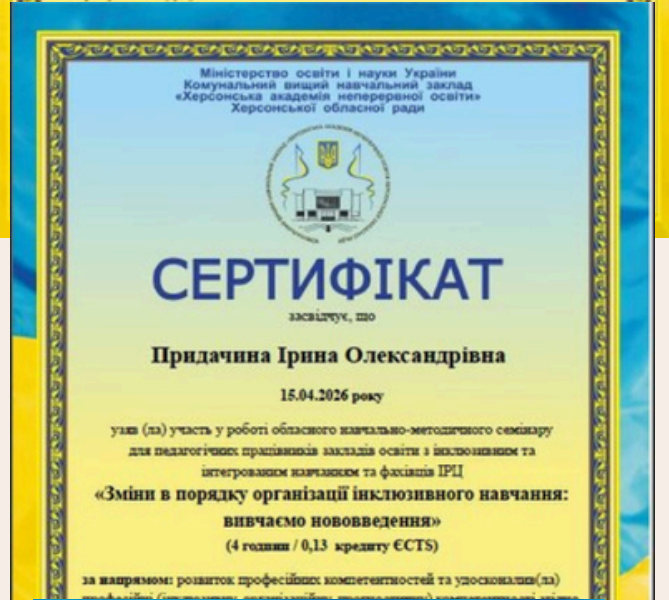 Міністерство освіти і науки України
Комунальний вищий навчальний заклад
«Херсонська академія неперервної освіти»
Херсонської обласної ради
СЕРТИФІКАТ
засвідчує, що
Придачина Ірина Олександрівна
15.04.2026 року
узяв (ла) участь у роботі обласного навчально-методичного семінару
для педагогічних працівників закладів освіти з інклюзивним та
інтегрованим навчанням та фахівців ІРЦ
«Зміни в порядку організації інклюзивного навчання:
вивчаємо нововведення»
(4 години / 0,13 кредиту ЄCTS)
за напрямом: розвиток професійних компетентностей та удосконалив(ла)